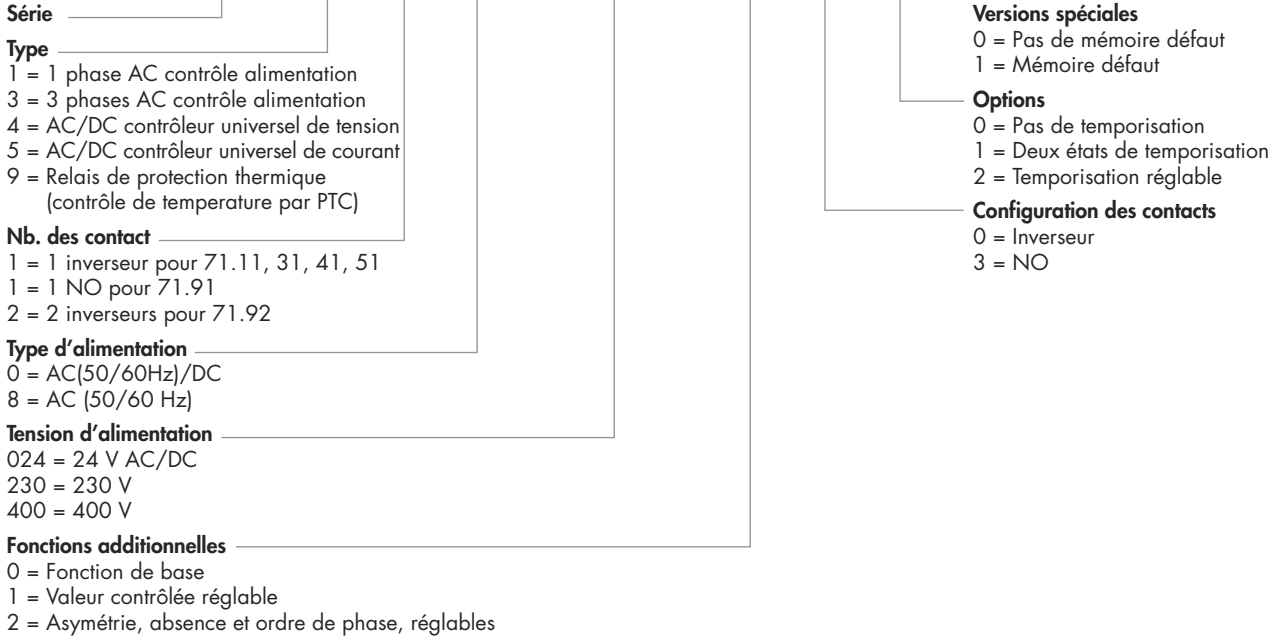 Série
Type
1 = 1 phase AC contrôle alimentation
3 = 3 phases AC contrôle alimentation
4 = AC/DC contrôleur universel de tension
5 = AC/DC contrôleur universel de courant
9 = Relais de protection thermique
(contrôle de temperature par PTC)
Nb. des contact
1 = 1 inverseur pour 71.11, 31, 41, 51
1 = 1 NO pour 71.91
2 = 2 inverseurs pour 71.92
Type d’alimentation
0 = AC(50/60Hz)/DC
8 = AC (50/60 Hz)
Tension d’alimentation
024 = 24 V AC/DC
230 = 230 V
400 = 400 V
Fonctions additionnelles
0 = Fonction de base
1 = Valeur contrôlée réglable
2 = Asymétrie, absence et ordre de phase, réglables
Versions spéciales
0 = Pas de mémoire défaut
1 = Mémoire défaut
Options
0 = Pas de temporisation
1 = Deux états de temporisation
2 = Temporisation réglable
Configuration des contacts
0 = Inverseur
3 = NO